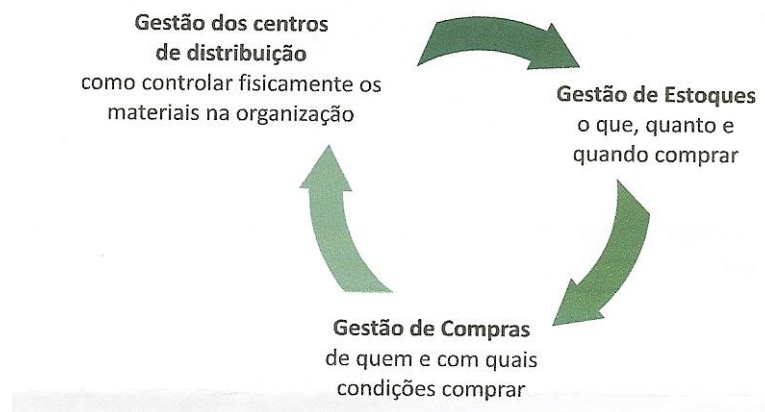 Gestão dos centros
de distribuição
como controlar fisicamente os
materiais na organização
Gestão de Estoques
o que, quanto e
quando comprar
Gestão de Compras
de quem e com quais
condições comprar